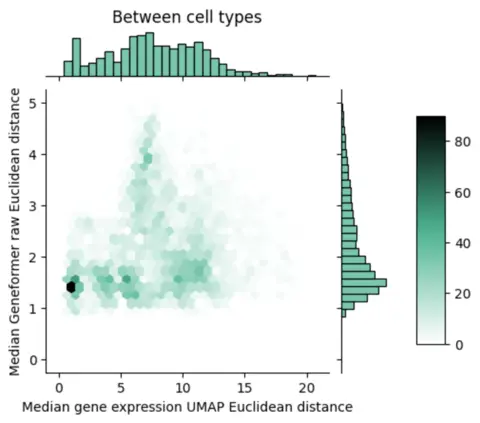 Between cell types
Median Geneformer raw Euclidean distance
5
4
3
2
1
0
0 5 10 15 20
Median gene expression UMAP Euclidean distance
80
60
40
20
0